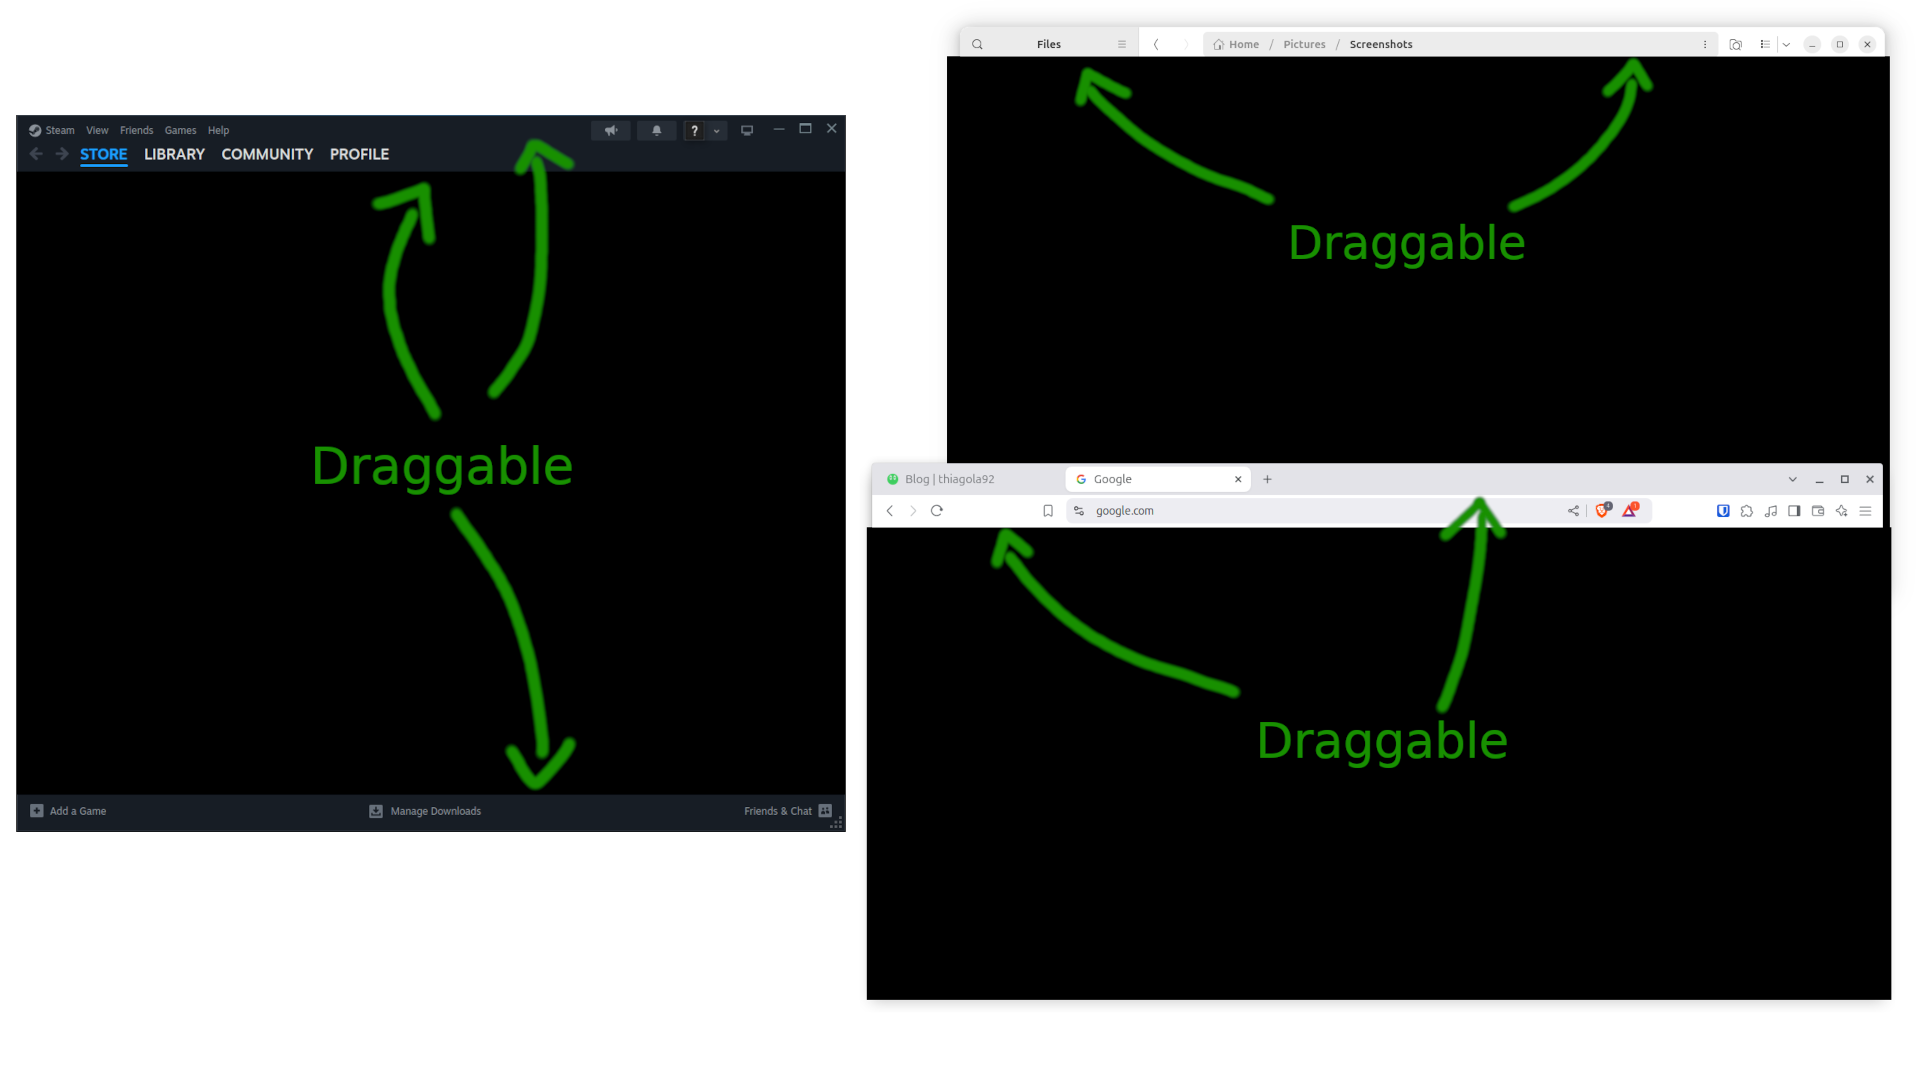 Steam View Friends Games Help
STORE LIBRARY COMMUNITY PROFILE
Draggable
Add a Game Manage Downloads Friends & Chat
Files Home / Pictures / Screenshots
Draggable
Blog | thiagola92 Google
google.com
Draggable